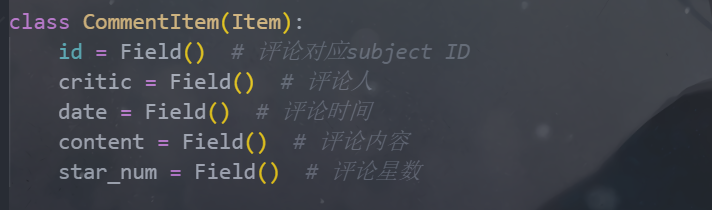 class CommentItem(Item):
    id = Field()  # 评论对应subject ID
    critic = Field()  # 评论人
    date = Field()  # 评论时间
    content = Field()  # 评论内容
    star_num = Field()  # 评论星数